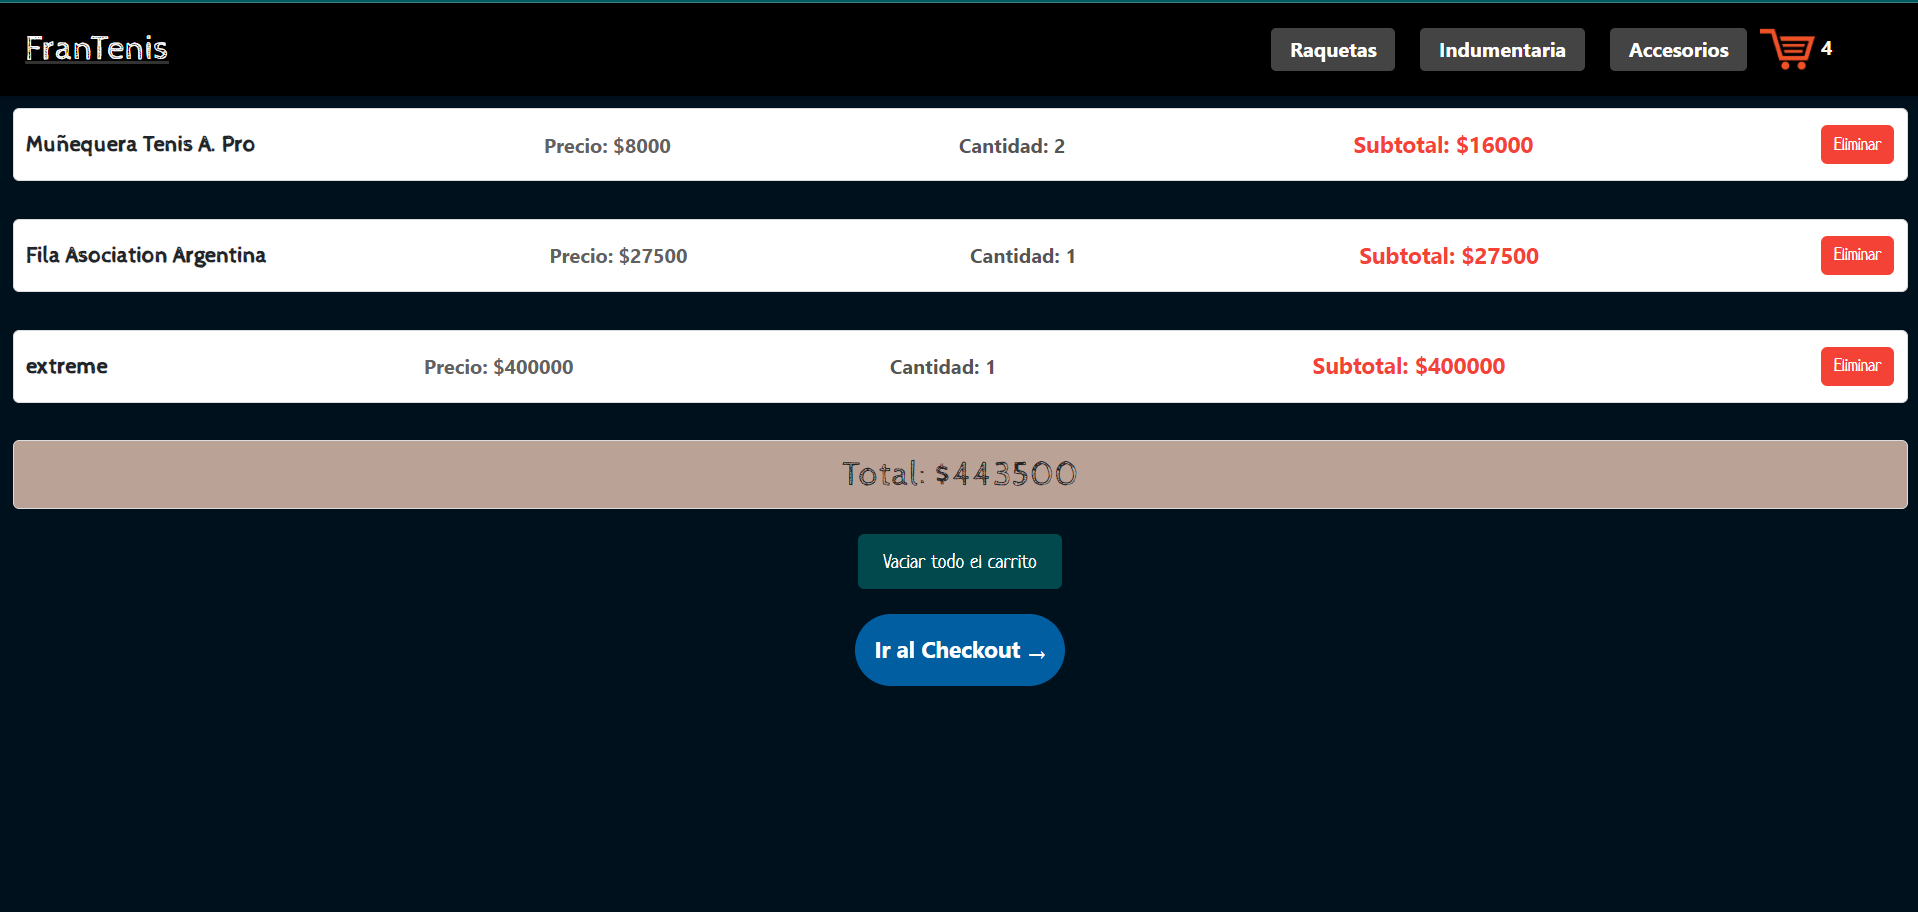 FranTenis
Raquetas Indumentaria Accesorios 4
Muñequera Tenis A. Pro Precio: $8000 Cantidad: 2 Subtotal: $16000 Eliminar
Fila Asociation Argentina Precio: $27500 Cantidad: 1 Subtotal: $27500 Eliminar
extreme Precio: $400000 Cantidad: 1 Subtotal: $400000 Eliminar
Total: $443500
Vaciar todo el carrito
Ir al Checkout →